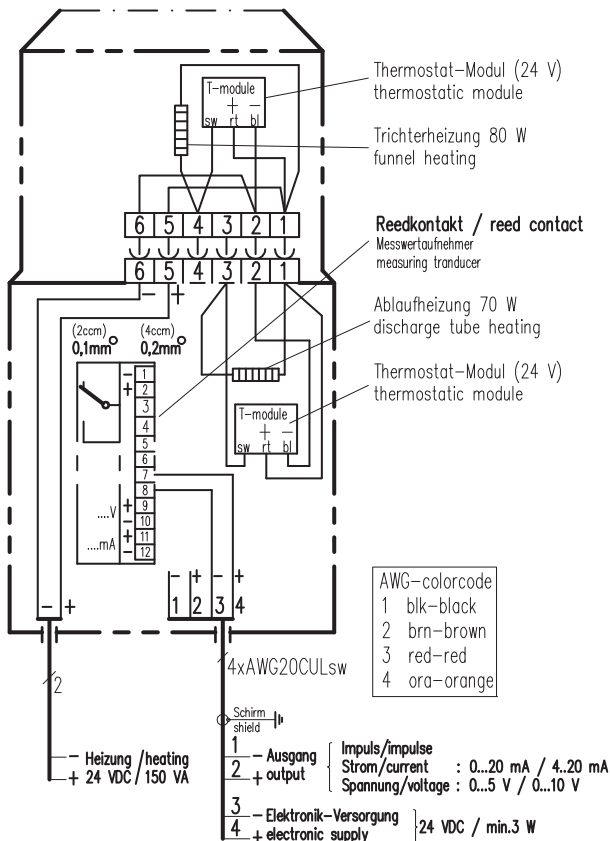 T-module
+ −
sw rt bl
Thermostat-Modul (24 V)
thermostatic module
Trichterheizung 80 W
funnel heating
6 5 4 3 2 1
6 5 4 3 2 1
− +
Reedkontakt / reed contact
Messwertaufnehmer
measuring tranducer
(2ccm)
0,1mm
(4ccm)
0,2mm
Ablaufheizung 70 W
discharge tube heating
Thermostat-Modul (24 V)
thermostatic module
T-module
+ −
sw rt bl
− 1
+ 2
3
4
5
6
7
8
....V + 9
− 10
....mA + 11
− 12
− +
− + − +
1 2 3 4
AWG-colorcode
1 blk-black
2 brn-brown
3 red-red
4 ora-orange
2
4xAWG20CULsw
Schirm
shield
− Heizung/heating
+ 24 VDC/150 VA
1 − Ausgang
2 + output
Impuls/impulse
Strom/current : 0...20 mA / 4..20 mA
Spannung/voltage : 0...5 V / 0...10 V
3 − Elektronik-Versorgung
4 + electronic supply
24 VDC / min.3 W